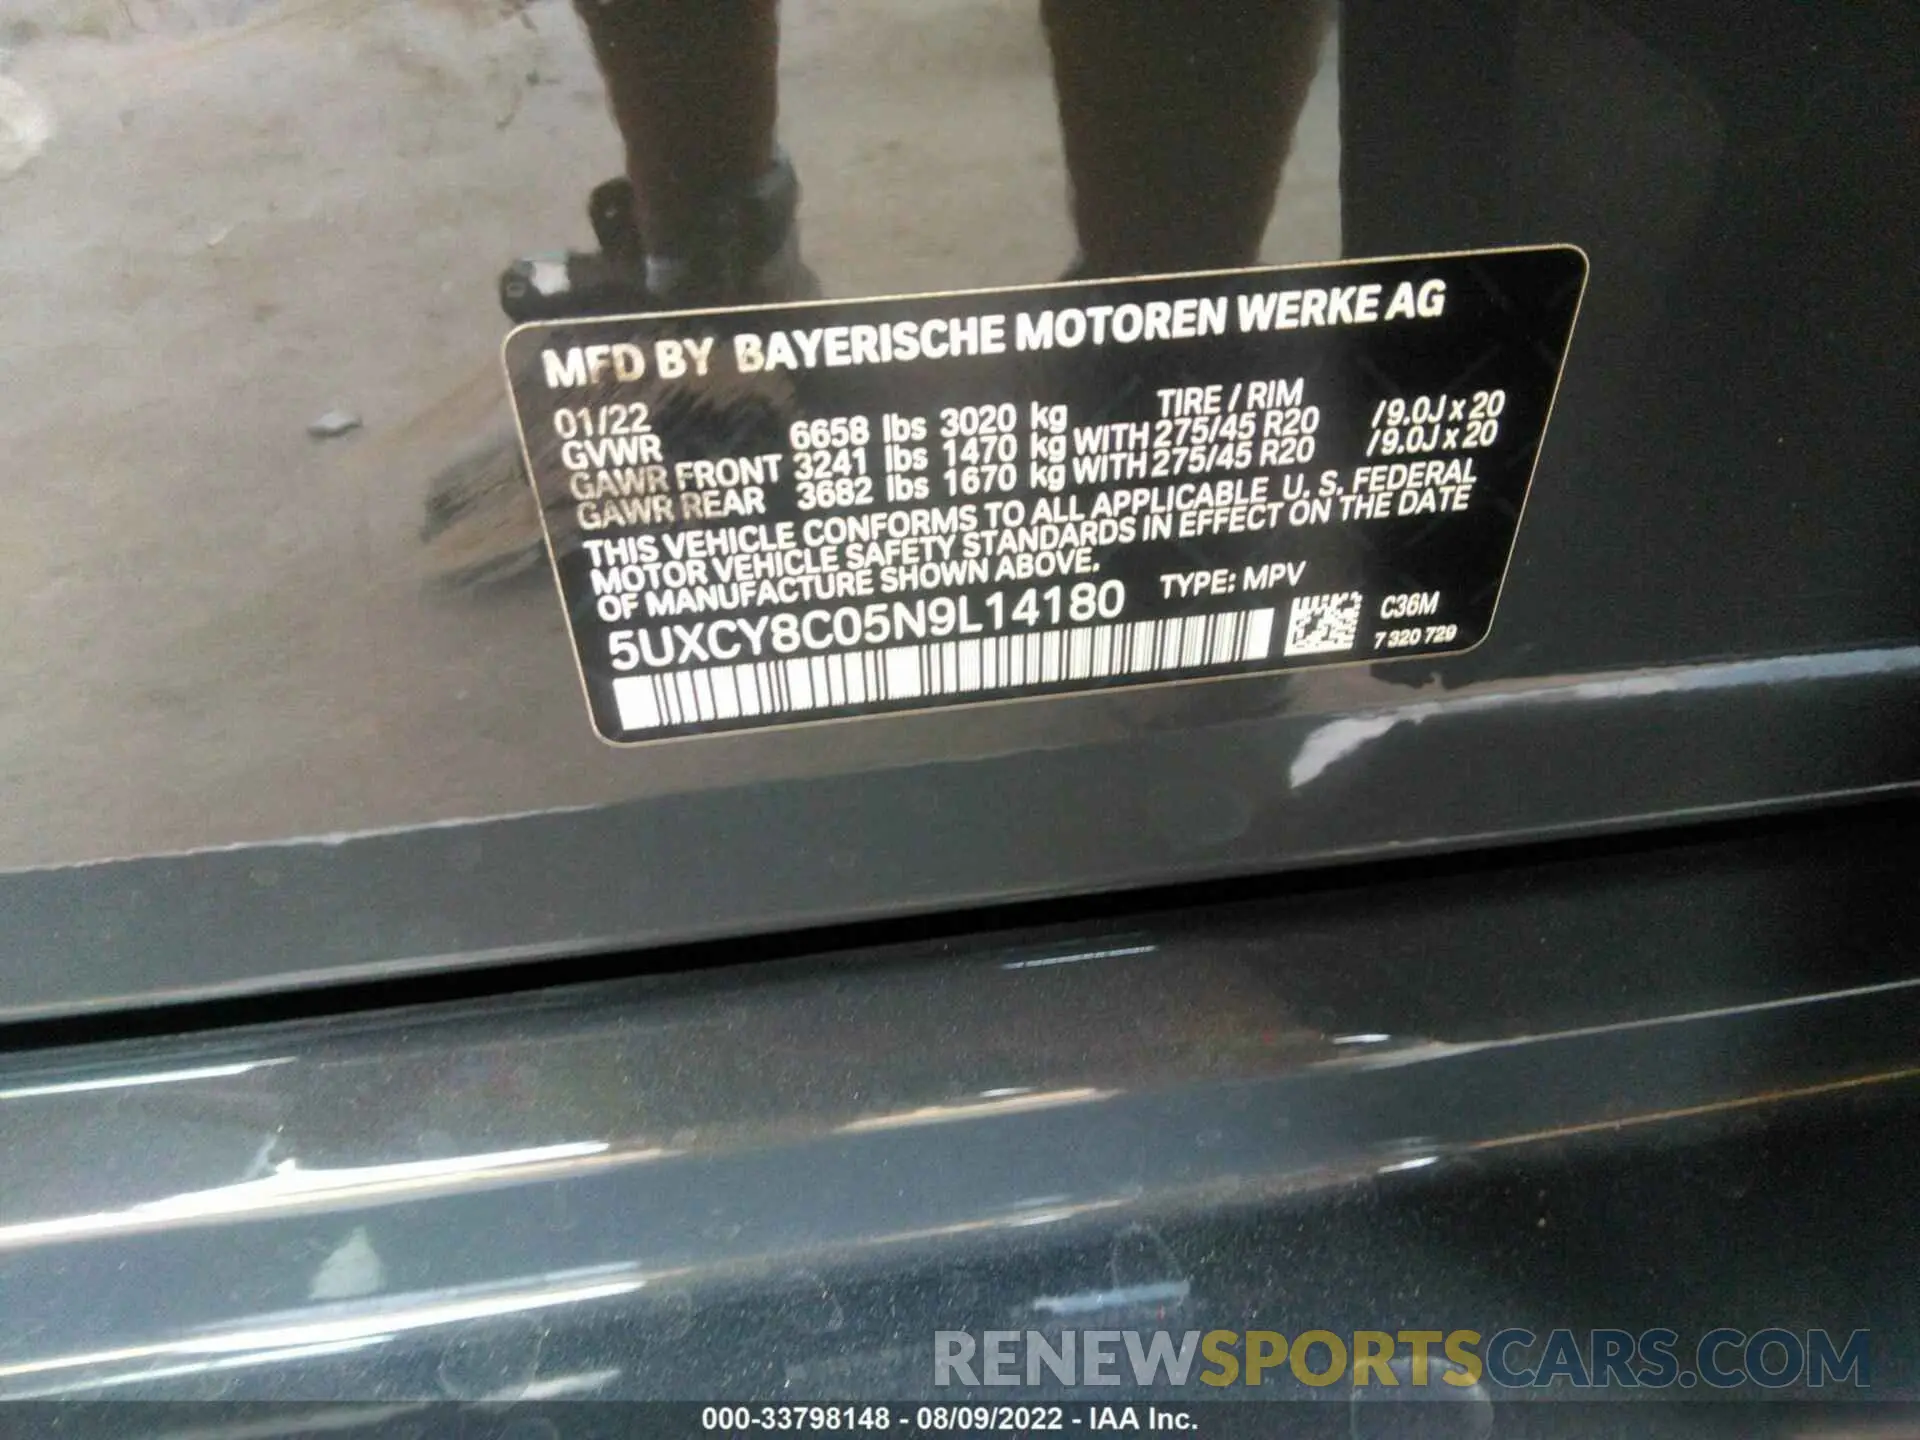 MFD BY BAYERISCHE MOTOREN WERKE AG
01/22 TIRE / RIM
GVWR 6658 lbs 3020 kg
GAWR FRONT 3241 lbs 1470 kg WITH 275/45 R20 /9.0J x 20
GAWR REAR 3682 lbs 1670 kg WITH 275/45 R20 /9.0J x 20
THIS VEHICLE CONFORMS TO ALL APPLICABLE U. S. FEDERAL
MOTOR VEHICLE SAFETY STANDARDS IN EFFECT ON THE DATE
OF MANUFACTURE SHOWN ABOVE.
5UXCY8C05N9L14180 TYPE: MPV
C36M
7 320 729
RENEWSPORTSCARS.COM
000-33798148 - 08/09/2022 - IAA Inc.